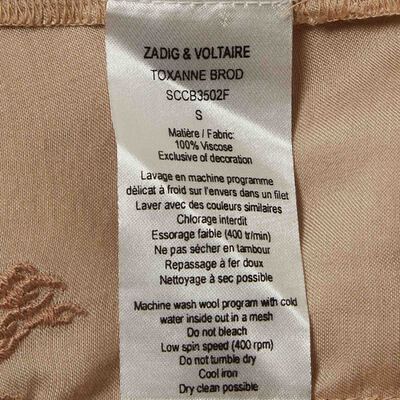 ZADIG & VOLTAIRE
TOXANNE BROD
SCCB3502F
S
Matière / Fabric:
100% Viscose
Exclusive of decoration
Lavage en machine programme
délicat à froid sur l'envers dans un filet
Laver avec des couleurs similaires
Chlorage interdit
Essorage faible (400 tr/min)
Ne pas sécher en tambour
Repassage à fer doux
Nettoyage à sec possible
Machine wash wool program with cold
water inside out in a mesh
Do not bleach
Low spin speed (400 rpm)
Do not tumble dry
Cool iron
Dry clean possible